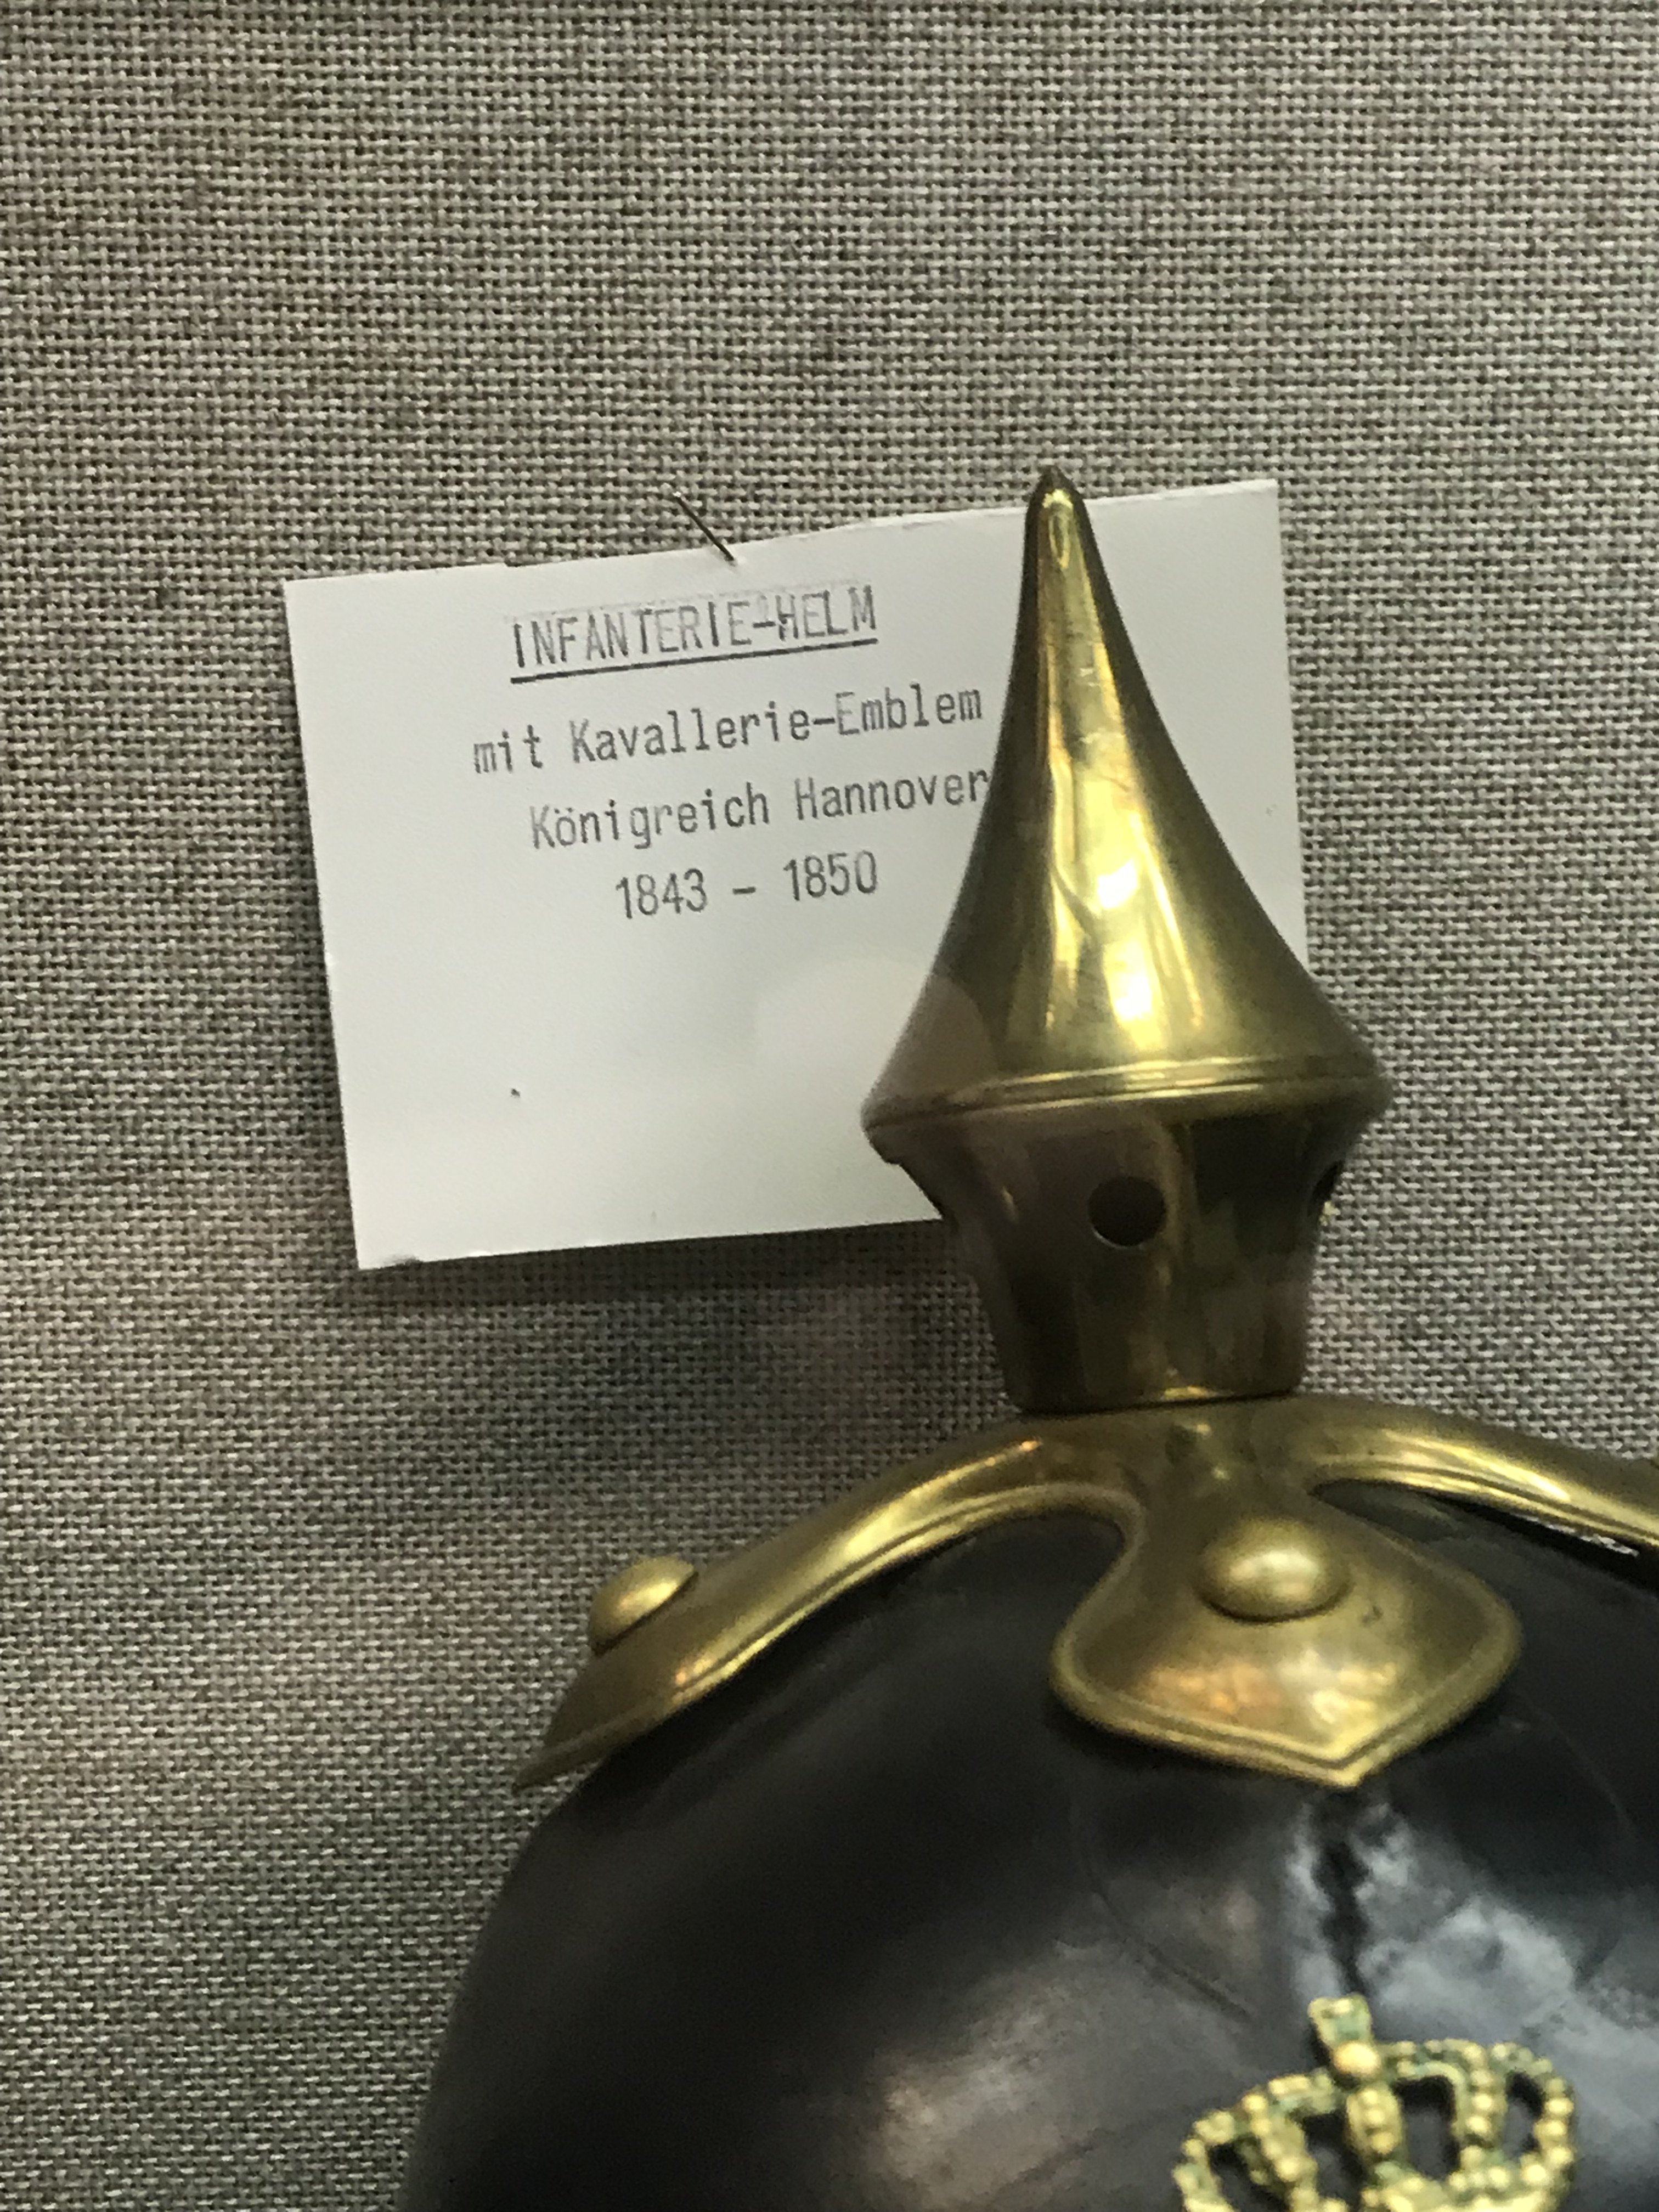 INFANTERIE-HELM
mit Kavallerie-Emblem
Königreich Hannover
1843 - 1850